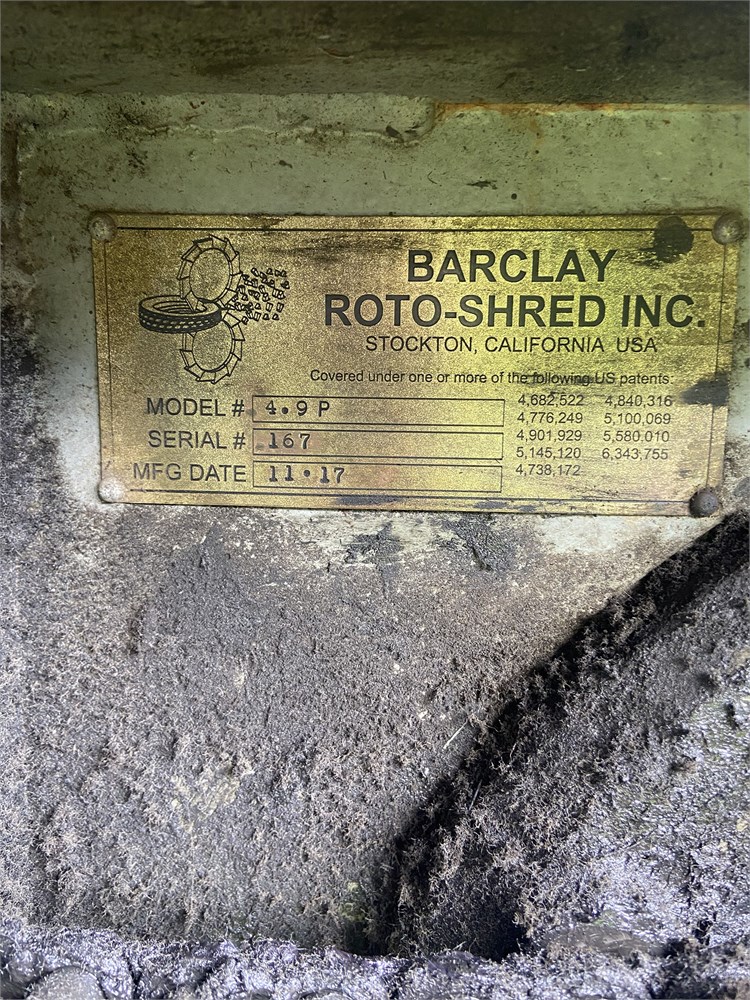 BARCLAY
ROTO-SHRED INC.
STOCKTON, CALIFORNIA USA
Covered under one or more of the following US patents:
MODEL # 4.9 P
SERIAL # 167
MFG DATE 11·17
4,682,522 4,840,316
4,776,249 5,100,069
4,901,929 5,580.010
5,145,120 6,343,755
4,738,172